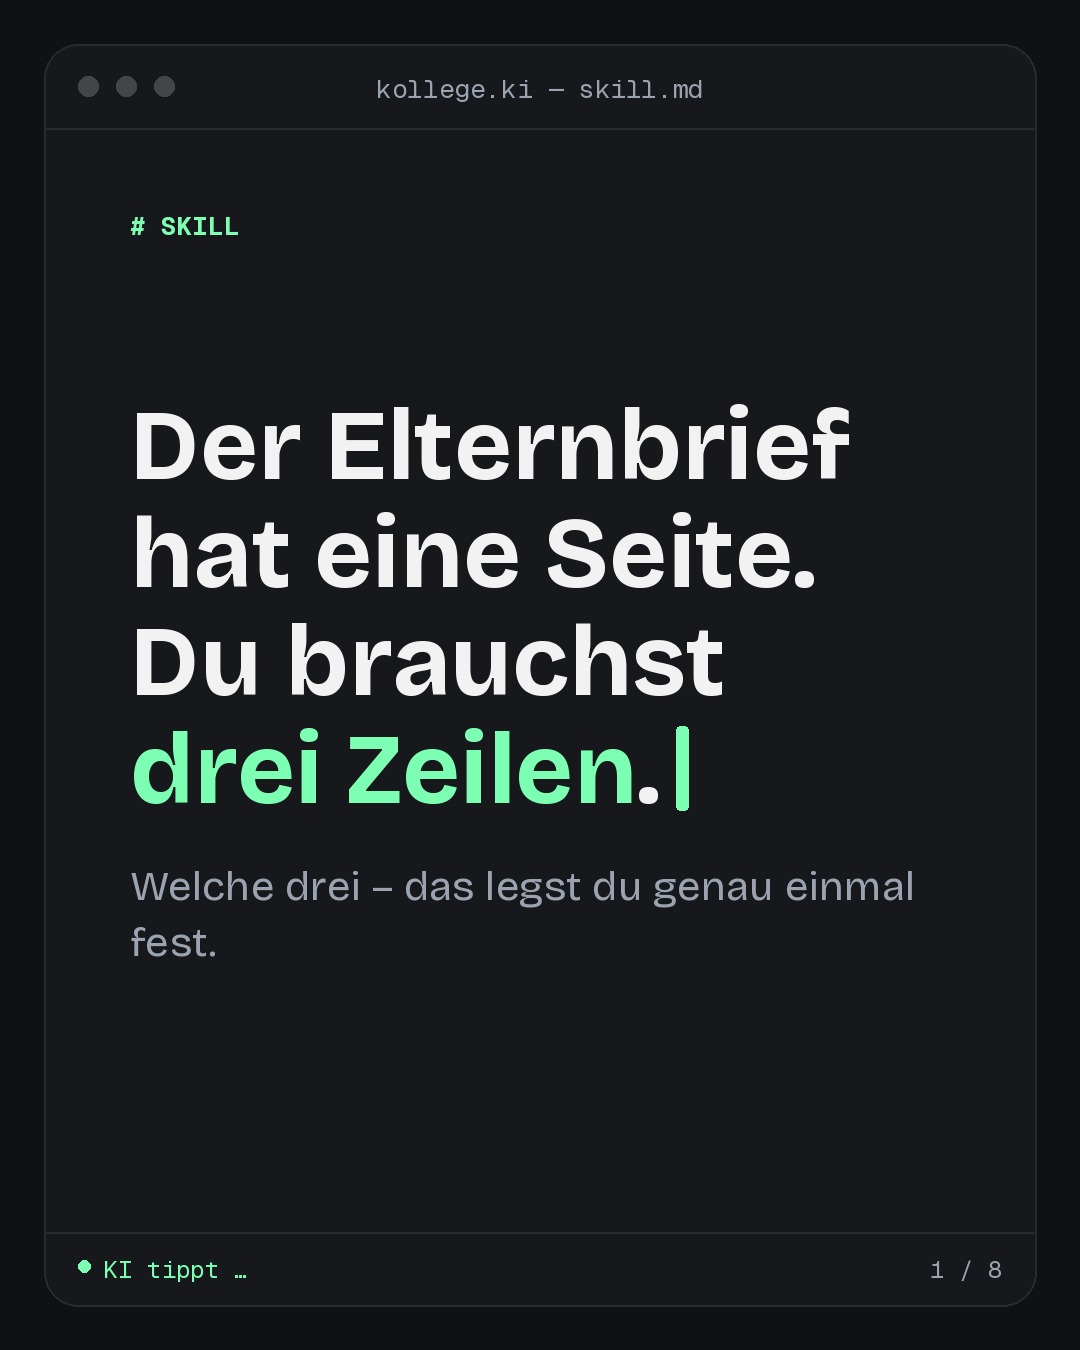 kollege.ki — skill.md
# SKILL
Der Elternbrief
hat eine Seite.
Du brauchst
drei Zeilen.
Welche drei – das legst du genau einmal
fest.
KI tippt …
1 / 8